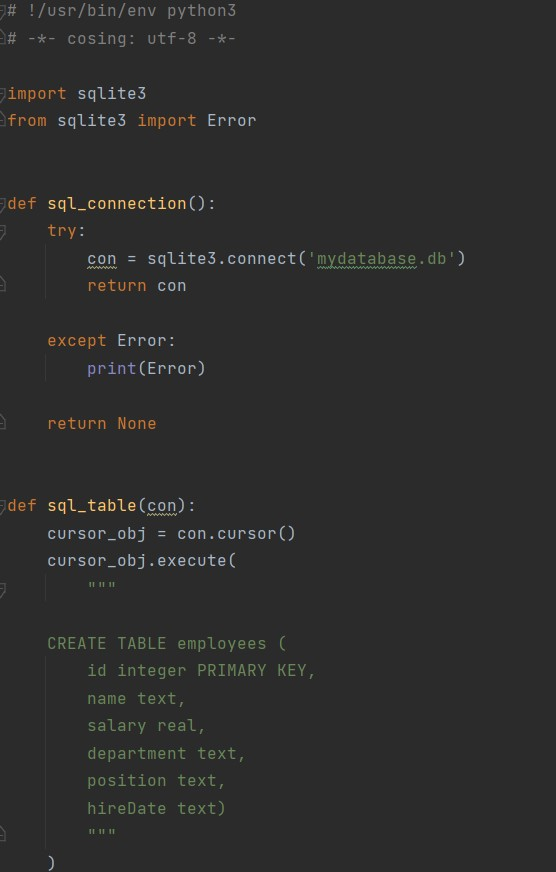 # !/usr/bin/env python3
# -*- cosing: utf-8 -*-
import sqlite3
from sqlite3 import Error
def sql_connection():
try:
con = sqlite3.connect('mydatabase.db')
return con
except Error:
print(Error)
return None
def sql_table(con):
cursor_obj = con.cursor()
cursor_obj.execute(
"""
CREATE TABLE employees (
id integer PRIMARY KEY,
name text,
salary real,
department text,
position text,
hireDate text)
"""
)